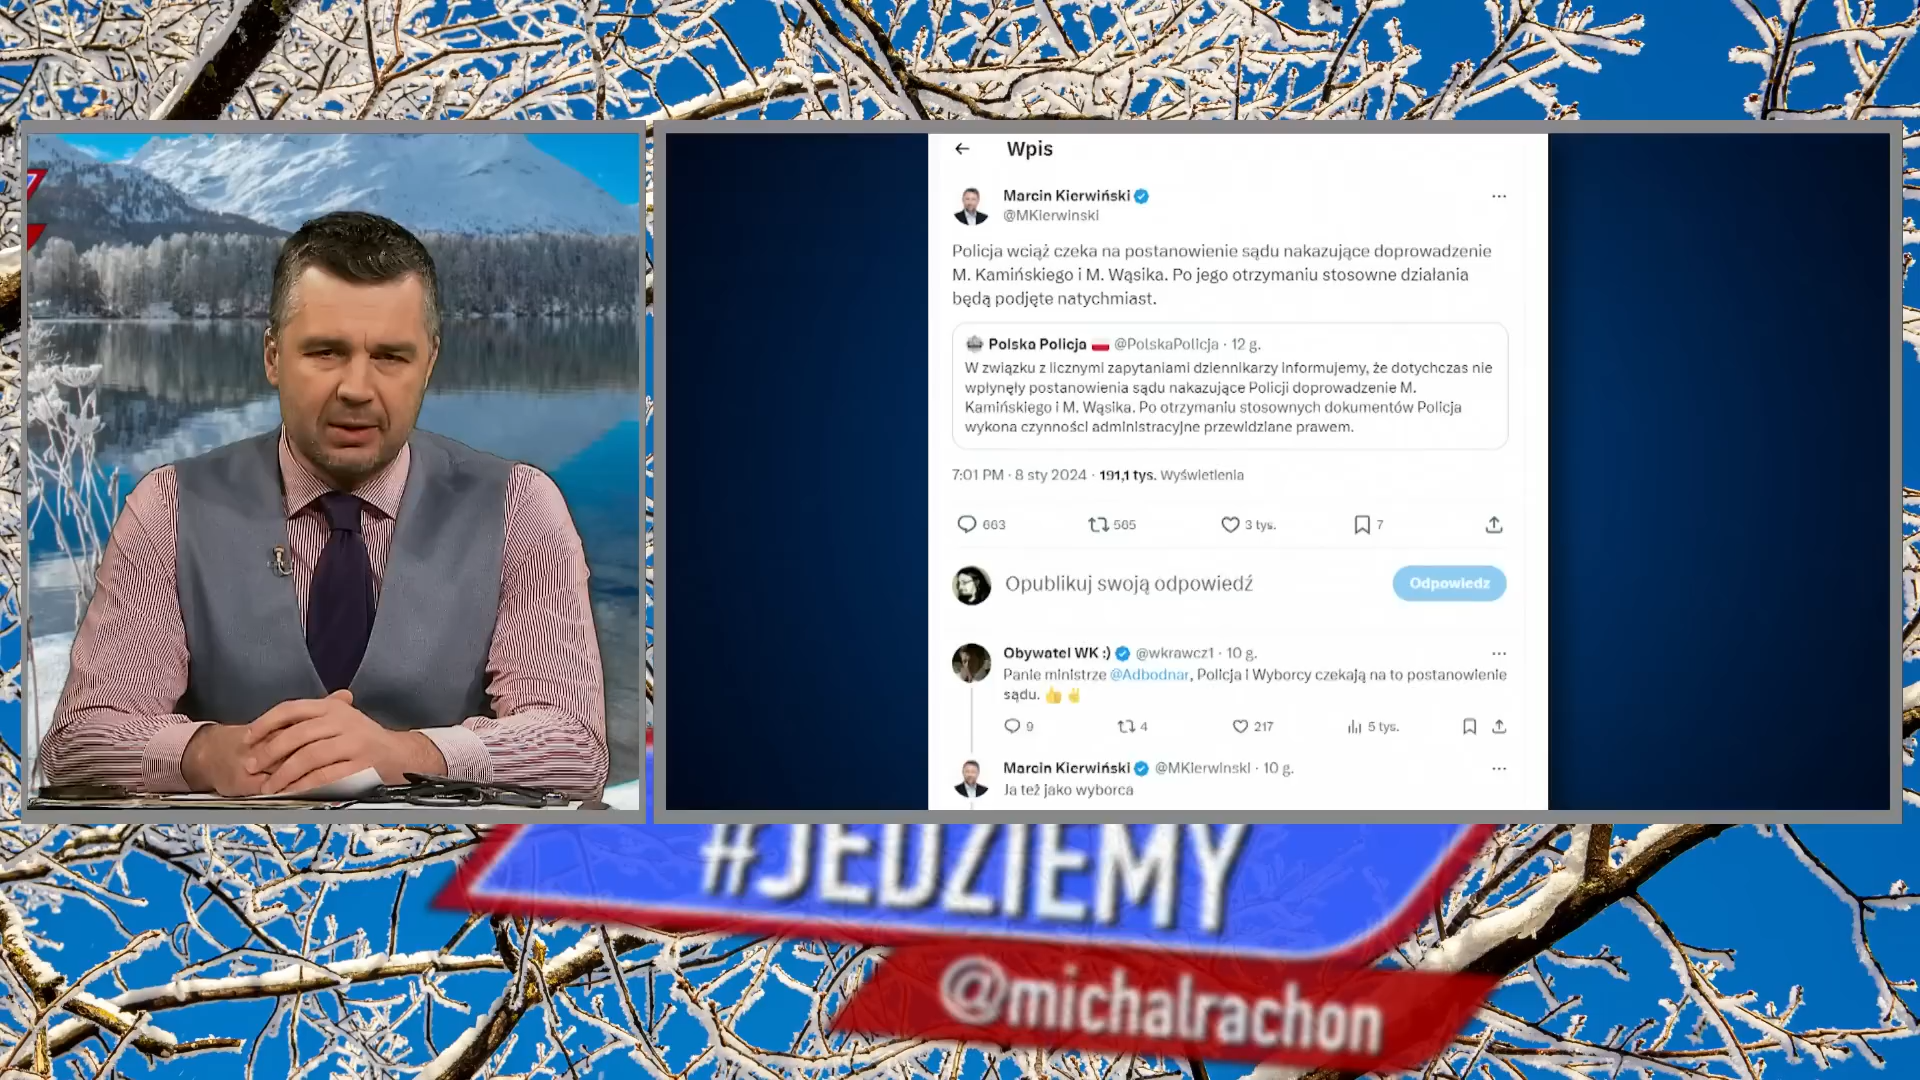 Wpis
Marcin Kierwiński
@MKierwinski
Policja wciąż czeka na postanowienie sądu nakazujące doprowadzenie
M. Kamińskiego i M. Wąsika. Po jego otrzymaniu stosowne działania
będą podjęte natychmiast.
Polska Policja @PolskaPolicja · 12 g.
W związku z licznymi zapytaniami dziennikarzy informujemy, że dotychczas nie
wpłynęły postanowienia sądu nakazujące Policji doprowadzenie M.
Kamińskiego i M. Wąsika. Po otrzymaniu stosownych dokumentów Policja
wykona czynności administracyjne przewidziane prawem.
7:01 PM · 8 sty 2024 · 191,1 tys. Wyświetlenia
663 565 3 tys. 7
Opublikuj swoją odpowiedź
Odpowiedz
Obywatel WK :) @wkrawcz1 · 10 g.
Panie ministrze @Adbodnar, Policja i Wyborcy czekają na to postanowienie
sądu. 👍✌
9 4 217 5 tys.
Marcin Kierwiński @MKierwinski · 10 g.
Ja też jako wyborca
#JEDZIEMY
@michalrachon